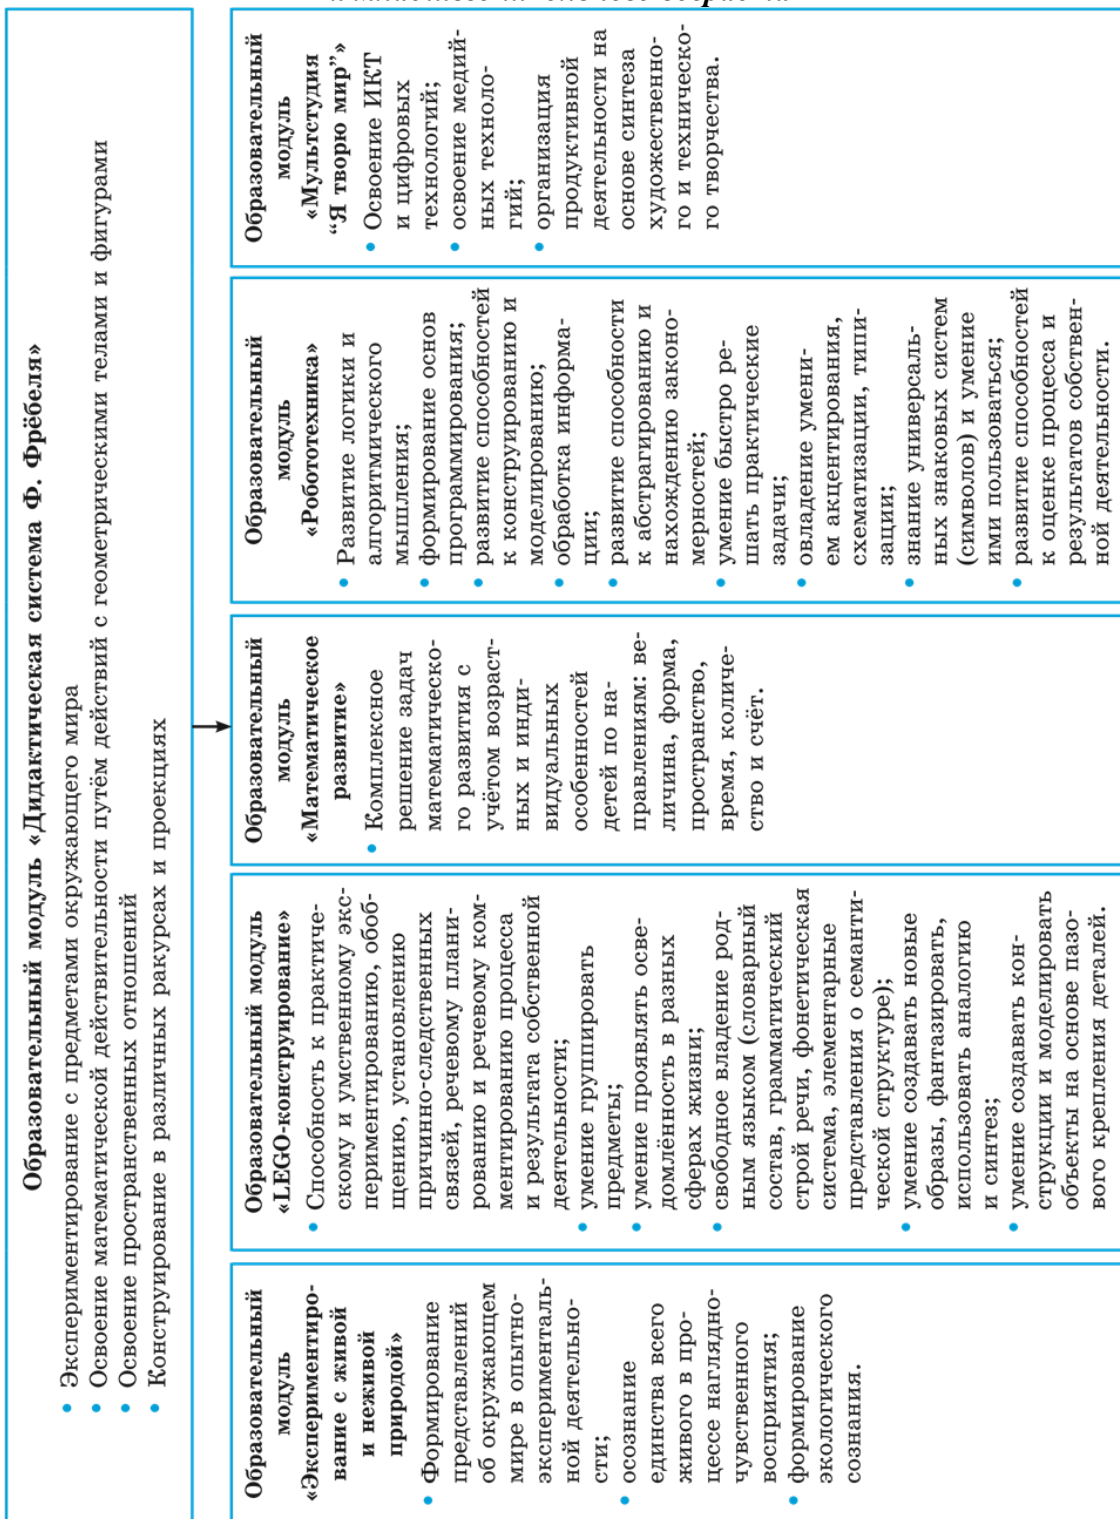 Образовательный модуль «Дидактическая система Ф. Фрёбеля»
• Экспериментирование с предметами окружающего мира
• Освоение математической действительности путём действий с геометрическими телами и фигурами
• Освоение пространственных отношений
• Конструирование в различных ракурсах и проекциях
Образовательный
модуль
«Экспериментиро-
вание с живой
и неживой
природой»
• Формирование
представлений
об окружающем
мире в опытно-
эксперименталь-
ной деятельно-
сти;
• осознание
единства всего
живого в про-
цессе наглядно-
чувственного
восприятия;
• формирование
экологического
сознания.
Образовательный модуль
«LEGO-конструирование»
• Способность к практиче-
скому и умственному экс-
периментированию, обоб-
щению, установлению
причинно-следственных
связей, речевому плани-
рованию и речевому ком-
ментированию процесса
и результата собственной
деятельности;
• умение группировать
предметы;
• умение проявлять осве-
домлённость в разных
сферах жизни;
• свободное владение род-
ным языком (словарный
состав, грамматический
строй речи, фонетическая
система, элементарные
представления о семанти-
ческой структуре);
• умение создавать новые
образы, фантазировать,
использовать аналогию
и синтез;
• умение создавать кон-
струкции и моделировать
объекты на основе пазо-
вого крепления деталей.
Образовательный
модуль
«Математическое
развитие»
• Комплексное
решение задач
математическо-
го развития с
учётом возраст-
ных и инди-
видуальных
особенностей
детей по на-
правлениям: ве-
личина, форма,
пространство,
время, количе-
ство и счёт.
Образовательный
модуль
«Робототехника»
• Развитие логики и
алгоритмического
мышления;
• формирование основ
программирования;
• развитие способностей
к конструированию и
моделированию;
• обработка информа-
ции;
• развитие способности
к абстрагированию и
нахождению законо-
мерностей;
• умение быстро ре-
шать практические
задачи;
• овладение умени-
ем акцентирования,
схематизации, типи-
зации;
• знание универсаль-
ных знаковых систем
(символов) и умение
ими пользоваться;
• развитие способностей
к оценке процесса и
результатов собствен-
ной деятельности.
Образовательный
модуль
«Мультстудия
“Я творю мир”»
• Освоение ИКТ
и цифровых
технологий;
• освоение медий-
ных техноло-
гий;
• организация
продуктивной
деятельности на
основе синтеза
художественно-
го и техническо-
го творчества.